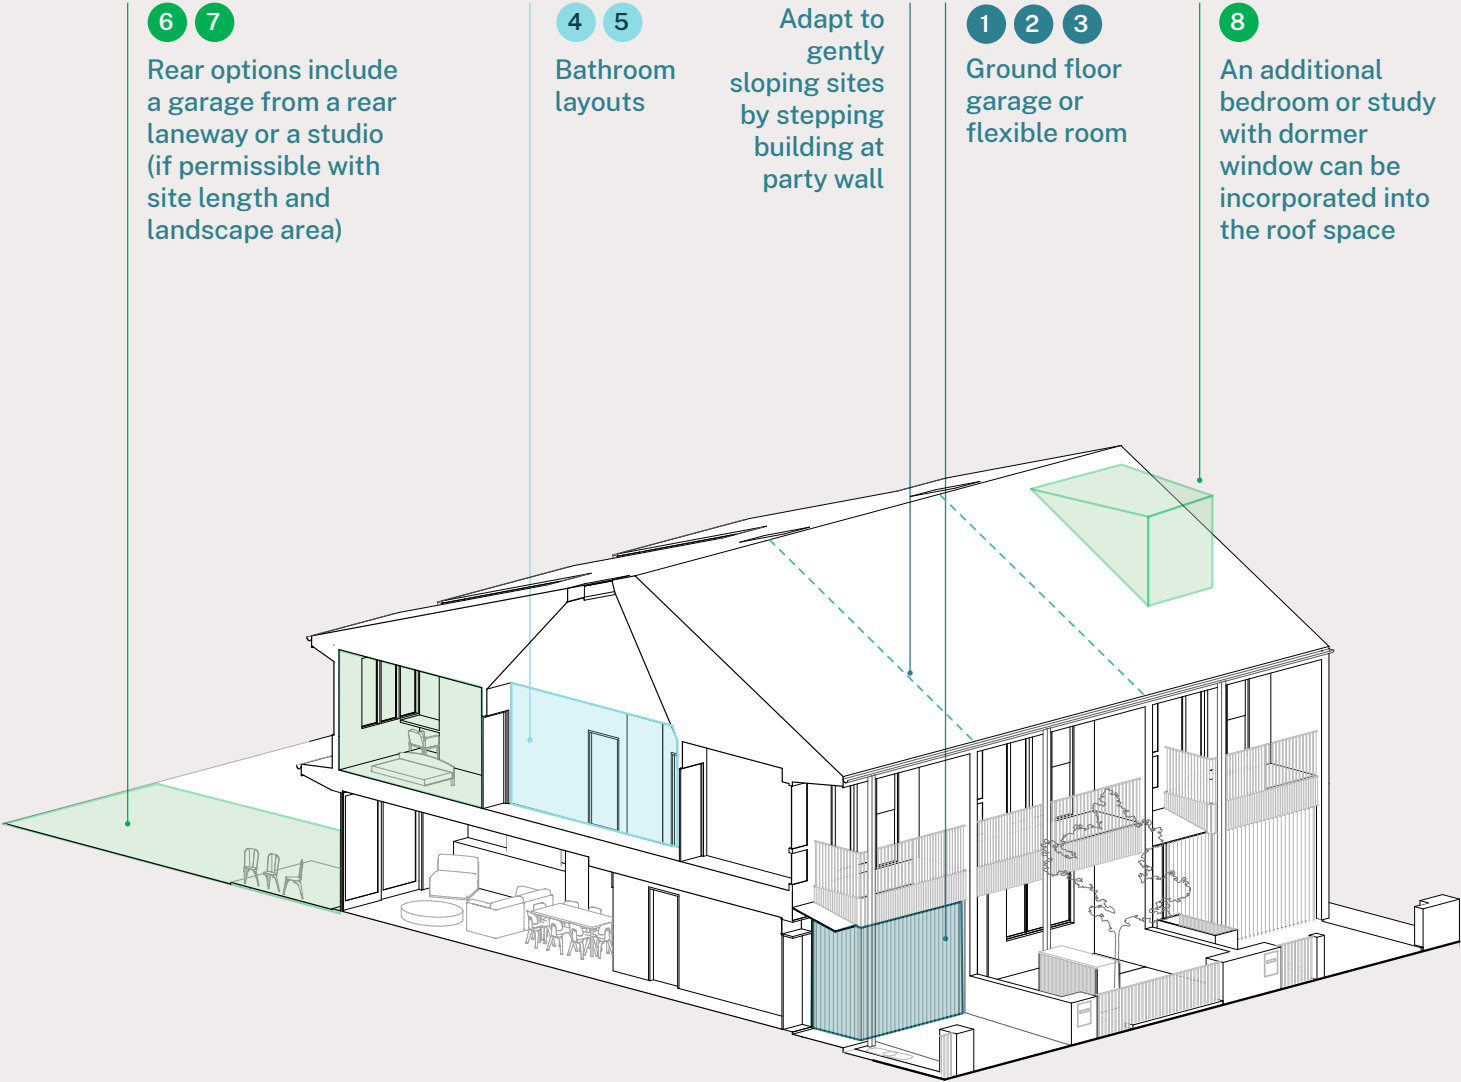 6 7
Rear options include
a garage from a rear
laneway or a studio
(if permissible with
site length and
landscape area)
4 5
Bathroom
layouts
Adapt to
gently
sloping sites
by stepping
building at
party wall
1 2 3
Ground floor
garage or
flexible room
8
An additional
bedroom or study
with dormer
window can be
incorporated into
the roof space